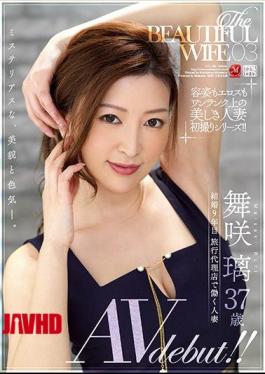 The
BEAUTIFUL
WIFE 03
容姿もエロスも
ワンランク上の
美しき人妻
初撮りシリーズ!!
ミステリアスな美貌と色気―。
舞咲璃
37歳
結婚9年目 旅行代理店で働く人妻
JAVHD
AV debut!!